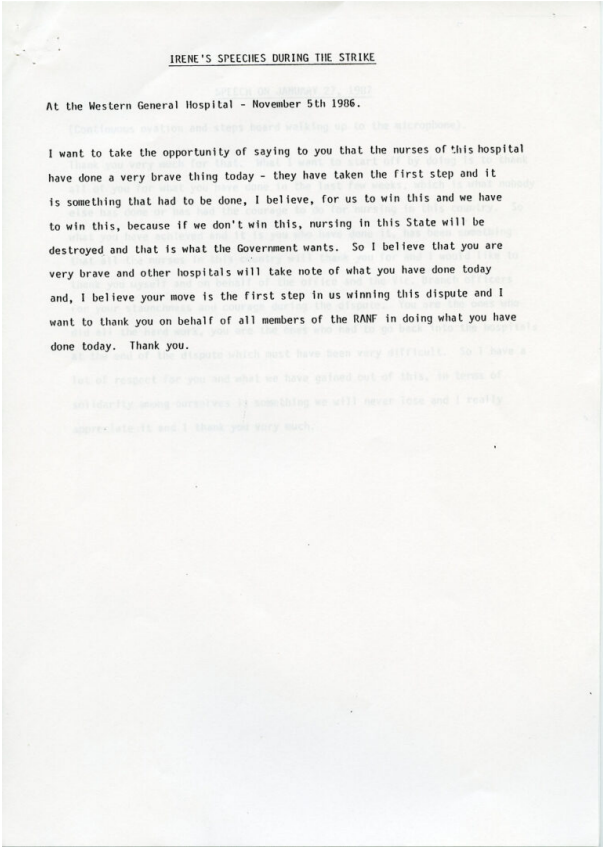 IRENE'S SPEECHES DURING THE STRIKE
At the Western General Hospital - November 5th 1986.
I want to take the opportunity of saying to you that the nurses of this hospital
have done a very brave thing today - they have taken the first step and it
is something that had to be done, I believe, for us to win this and we have
to win this, because if we don't win this, nursing in this State will be
destroyed and that is what the Government wants.  So I believe that you are
very brave and other hospitals will take note of what you have done today
and, I believe your move is the first step in us winning this dispute and I
want to thank you on behalf of all members of the RANF in doing what you have
done today.  Thank you.